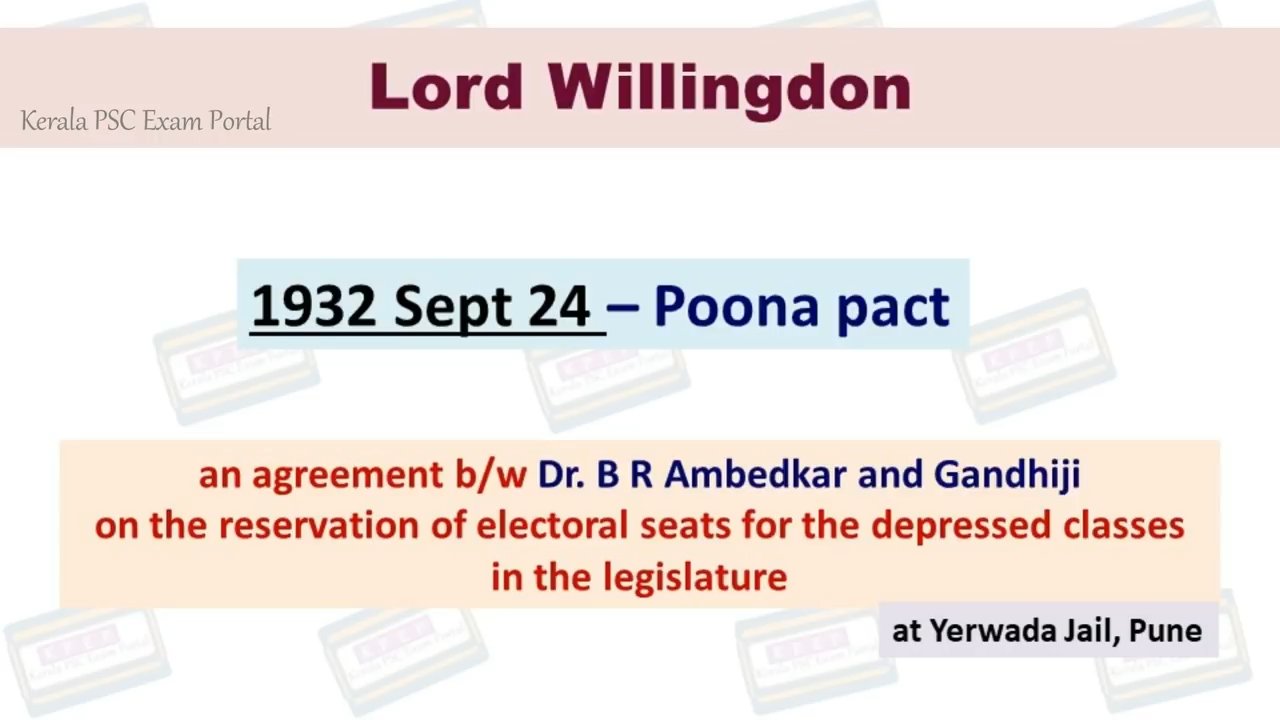 Lord Willingdon
Kerala PSC Exam Portal
1932 Sept 24 – Poona pact
an agreement b/w Dr. B R Ambedkar and Gandhiji
on the reservation of electoral seats for the depressed classes
in the legislature
at Yerwada Jail, Pune